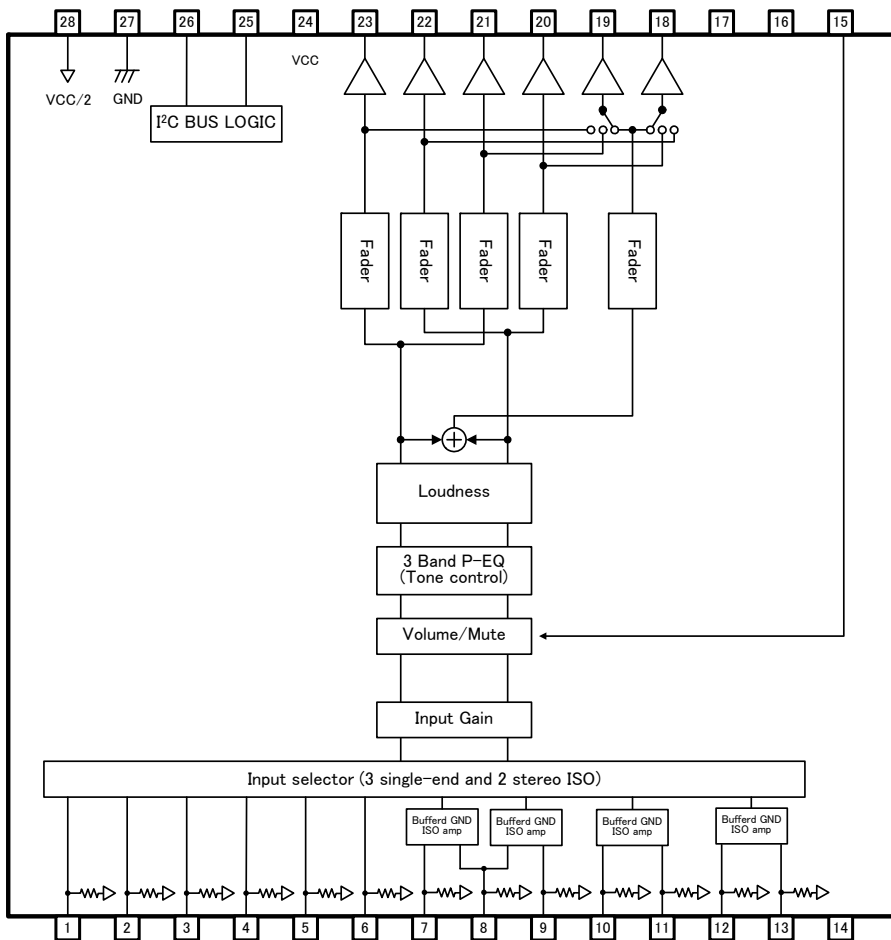 28 27 26 25 24 23 22 21 20 19 18 17 16 15
VCC
VCC/2
GND
I²C BUS LOGIC
Fader
Fader
Fader
Fader
Fader
Loudness
3 Band P-EQ
(Tone control)
Volume/Mute
Input Gain
Input selector (3 single-end and 2 stereo ISO)
Bufferd GND
ISO amp
Bufferd GND
ISO amp
Bufferd GND
ISO amp
Bufferd GND
ISO amp
1 2 3 4 5 6 7 8 9 10 11 12 13 14